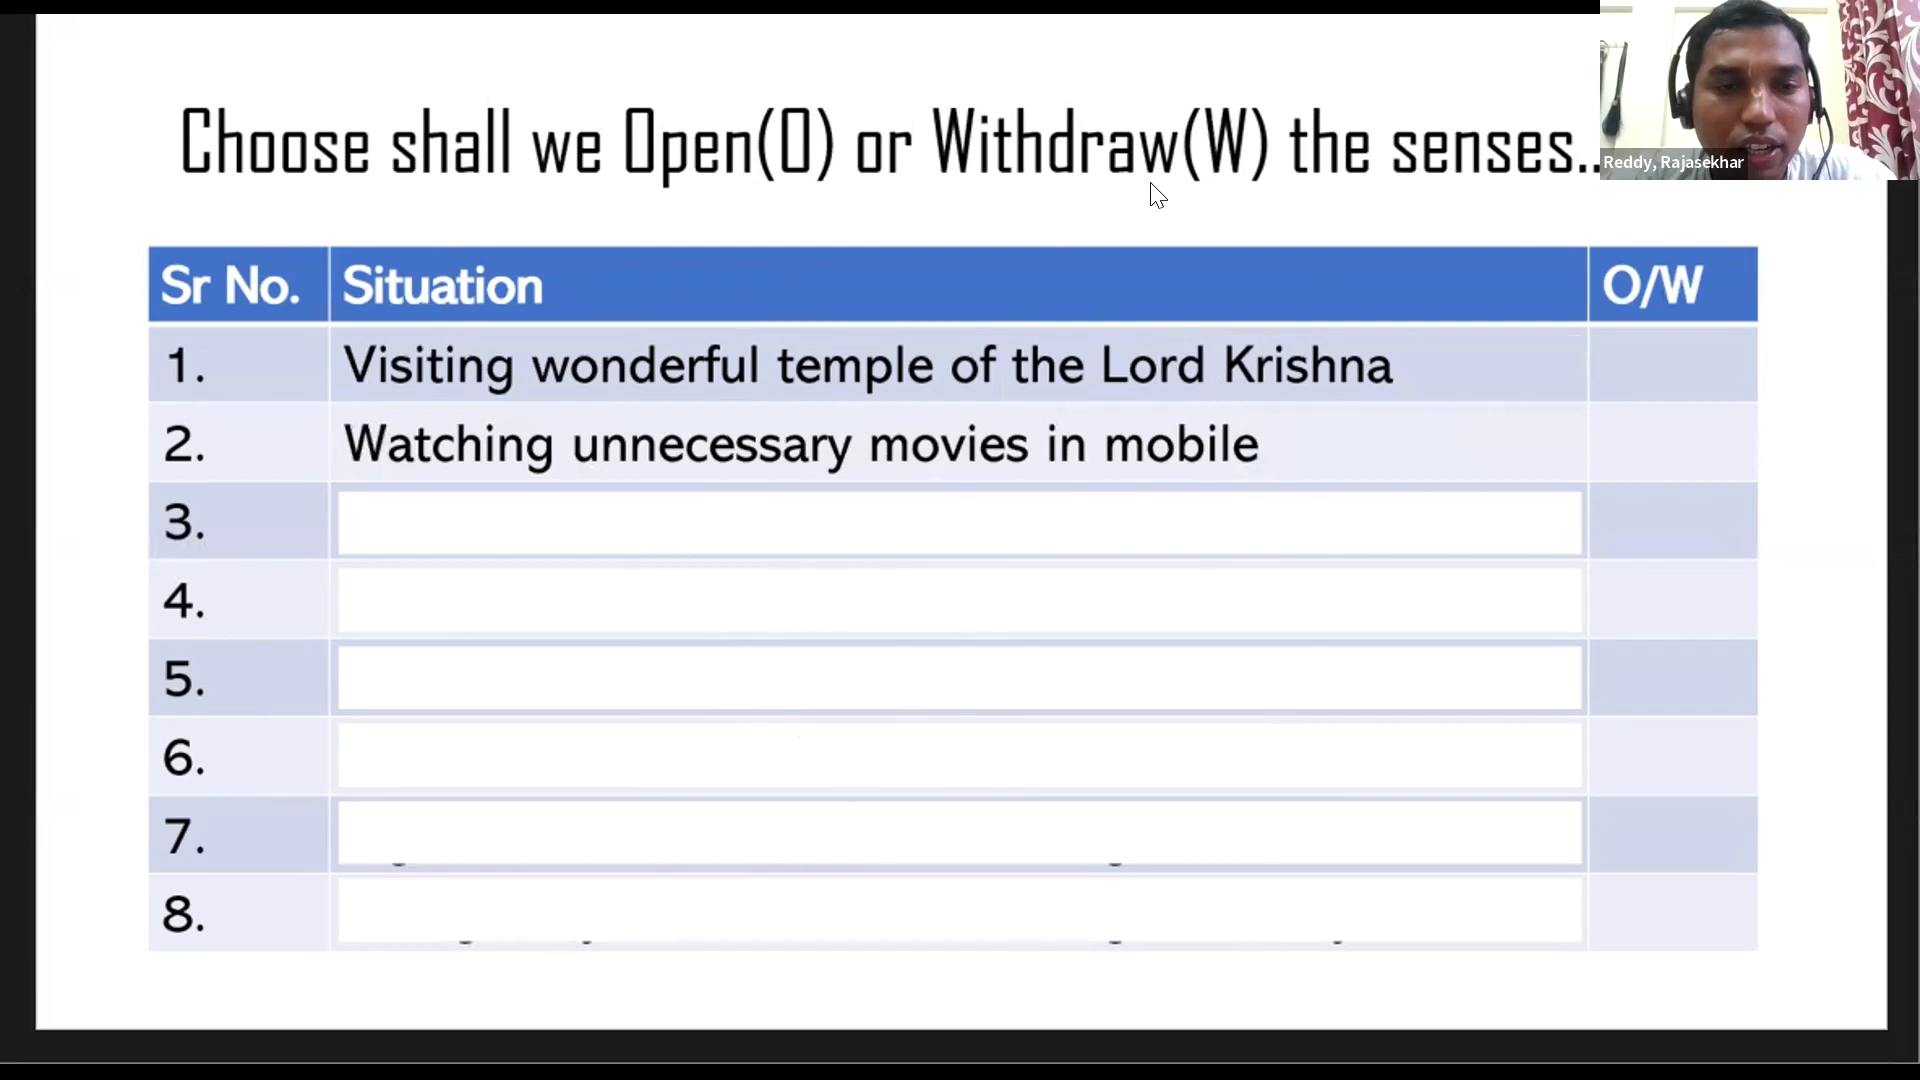 Choose shall we Open(O) or Withdraw(W) the senses..
Reddy, Rajasekhar
Sr No. Situation O/W
1. Visiting wonderful temple of the Lord Krishna
2. Watching unnecessary movies in mobile
3.
4.
5.
6.
7.
8.